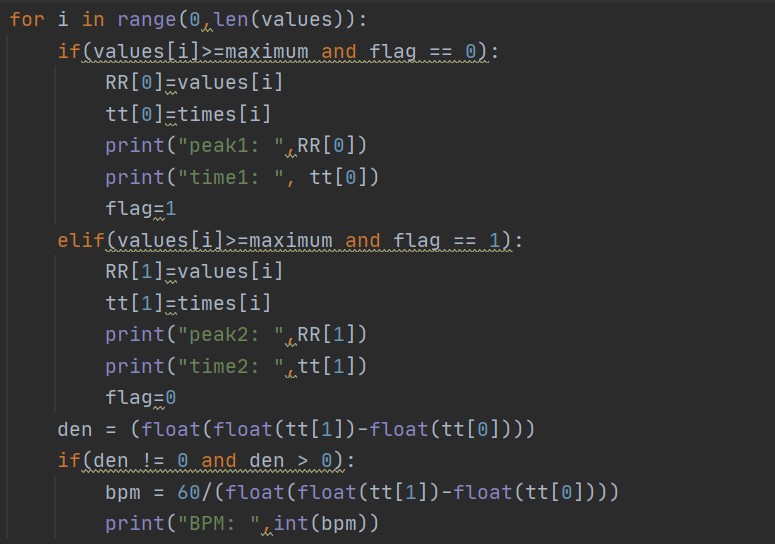 for i in range(0,len(values)):
    if(values[i]>=maximum and flag == 0):
        RR[0]=values[i]
        tt[0]=times[i]
        print("peak1: ",RR[0])
        print("time1: ", tt[0])
        flag=1
    elif(values[i]>=maximum and flag == 1):
        RR[1]=values[i]
        tt[1]=times[i]
        print("peak2: ",RR[1])
        print("time2: ",tt[1])
        flag=0
    den = (float(float(tt[1])-float(tt[0])))
    if(den != 0 and den > 0):
        bpm = 60/(float(float(tt[1])-float(tt[0])))
        print("BPM: ",int(bpm))